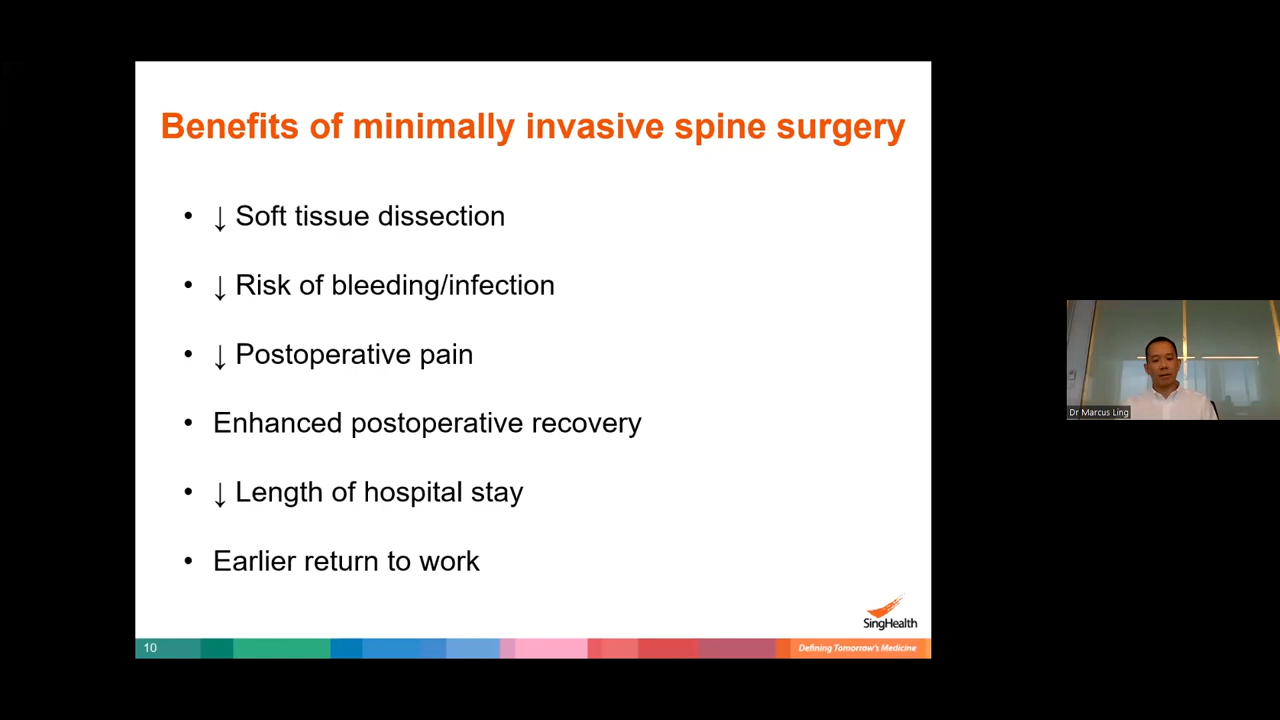 Benefits of minimally invasive spine surgery
• ↓ Soft tissue dissection
• ↓ Risk of bleeding/infection
• ↓ Postoperative pain
• Enhanced postoperative recovery
• ↓ Length of hospital stay
• Earlier return to work
SingHealth
10
Defining Tomorrow's Medicine
Dr Marcus Ling